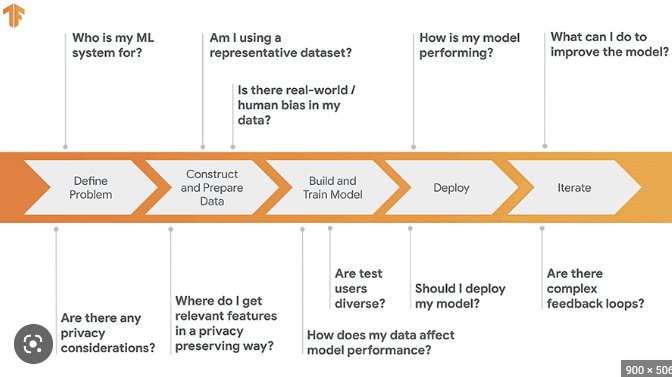 Who is my ML
system for?
Am I using a
representative dataset?
Is there real-world /
human bias in my
data?
How is my model
performing?
What can I do to
improve the model?
Define
Problem
Construct
and Prepare
Data
Build and
Train Model
Deploy
Iterate
Are there any
privacy
considerations?
Where do I get
relevant features
in a privacy
preserving way?
How does my data affect
model performance?
Are test
users
diverse?
Should I deploy
my model?
Are there
complex
feedback loops?
900 ×